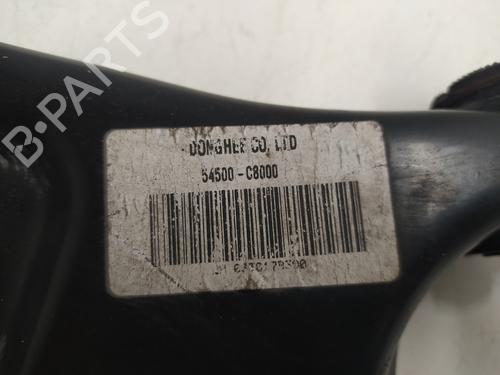 DONGHEE CO, LTD
54500-C8000
B PARTS